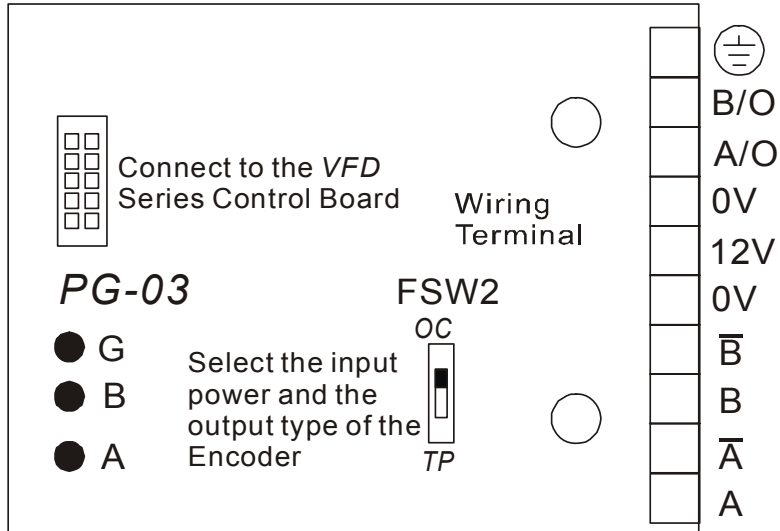 Connect to the VFD
Series Control Board
Wiring
Terminal
PG-03
FSW2
OC
TP
G
B
A
Select the input
power and the
output type of the
Encoder
B/O
A/O
0V
12V
0V
B̅
B
A̅
A